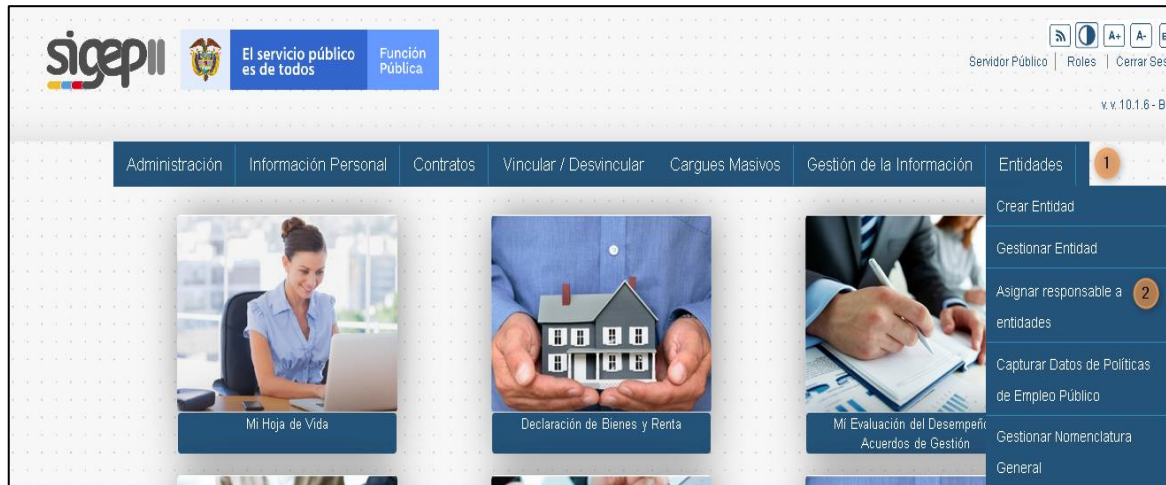 sigepII
El servicio público
es de todos
Función
Pública
A+ A-
Servidor Público | Roles | Cerrar Ses
v. v. 10.1.6 - B
Administración Información Personal Contratos Vincular / Desvincular Cargues Masivos Gestión de la Información Entidades 1
Crear Entidad
Gestionar Entidad
Asignar responsable a 2
entidades
Capturar Datos de Políticas
de Empleo Público
Gestionar Nomenclatura
General
Mi Hoja de Vida
Declaración de Bienes y Renta
Mí Evaluación del Desempeño
Acuerdos de Gestión